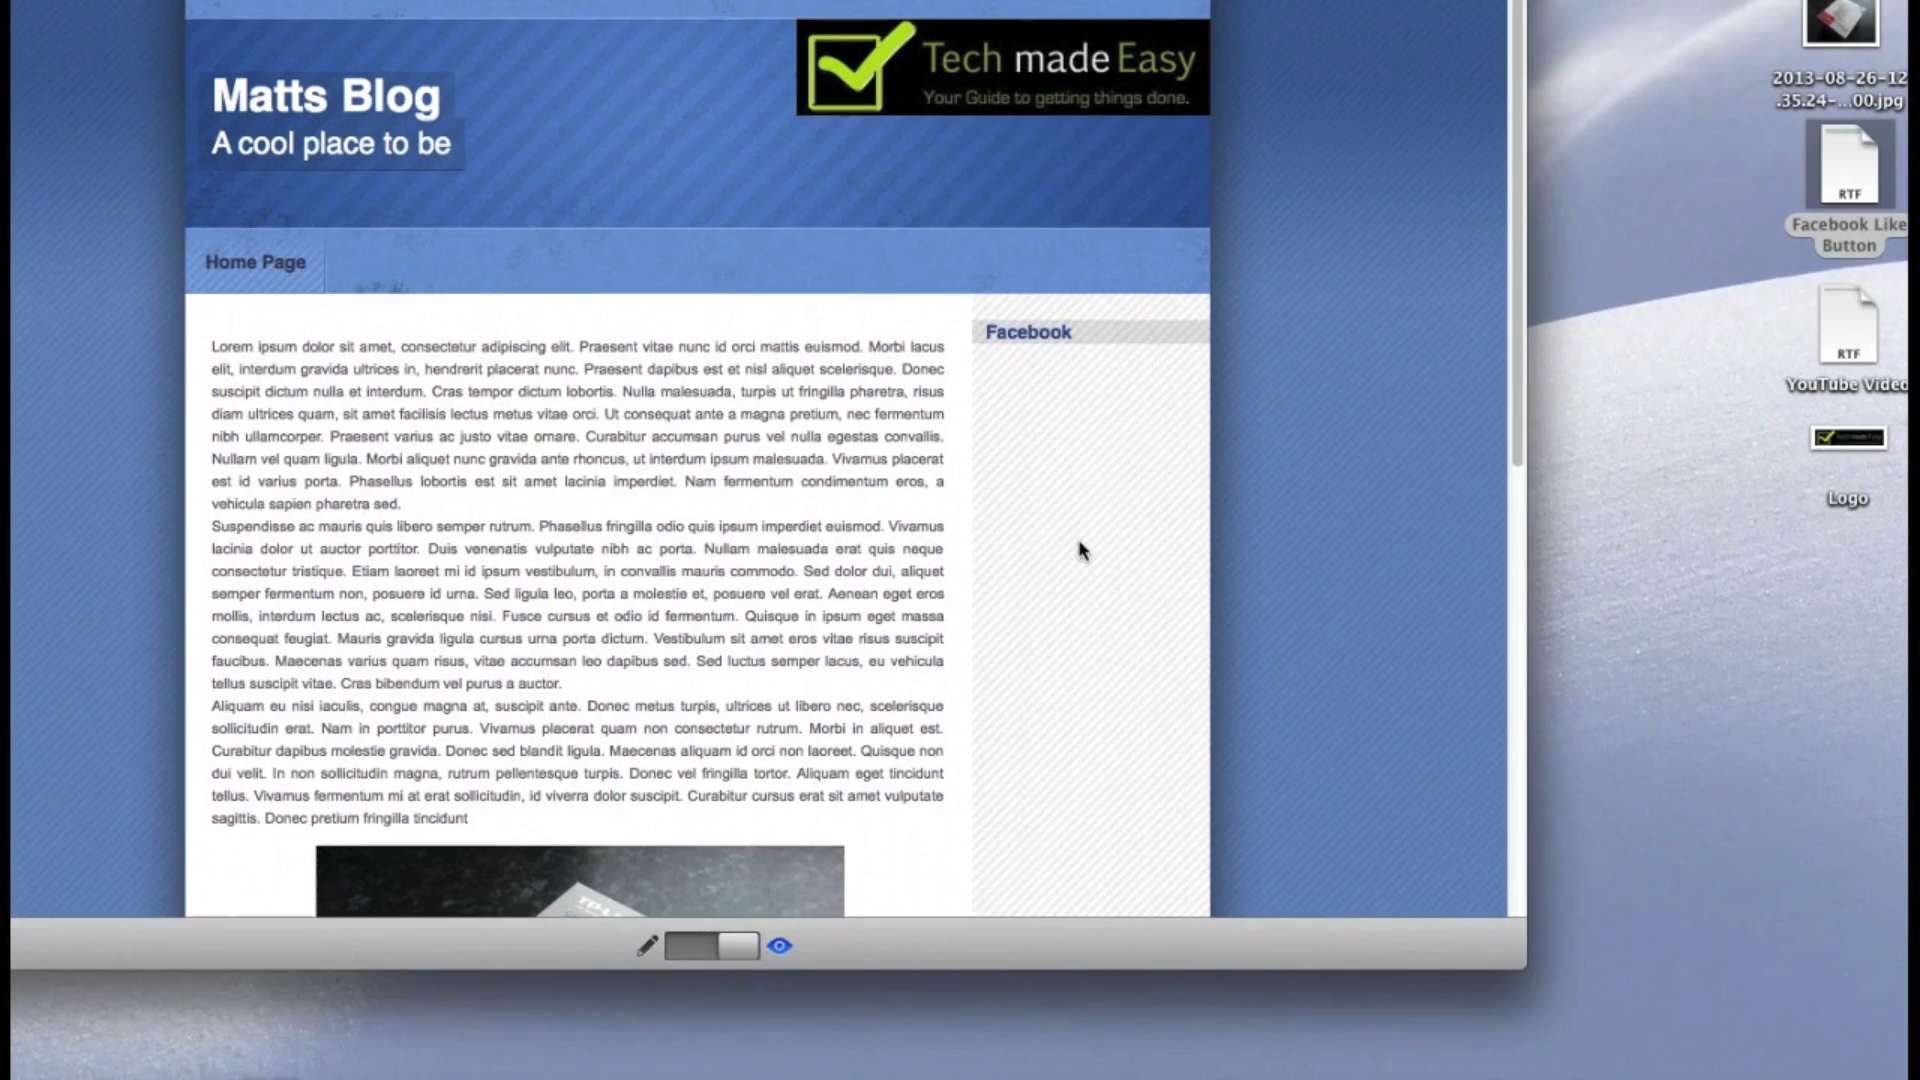 Tech made Easy
Your Guide to getting things done.
Matts Blog
A cool place to be
Home Page
Lorem ipsum dolor sit amet, consectetur adipiscing elit. Praesent vitae nunc id orci mattis euismod. Morbi lacus
elit, interdum gravida ultrices in, hendrerit placerat nunc. Praesent dapibus est et nisl aliquet scelerisque. Donec
suscipit dictum nulla et interdum. Cras tempor dictum lobortis. Nulla malesuada, turpis ut fringilla pharetra, risus
diam ultrices quam, sit amet facilisis lectus metus vitae orci. Ut consequat ante a magna pretium, nec fermentum
nibh ullamcorper. Praesent varius ac justo vitae ornare. Curabitur accumsan purus vel nulla egestas convallis.
Nullam vel quam ligula. Morbi aliquet nunc gravida ante rhoncus, ut interdum ipsum malesuada. Vivamus placerat
est id varius porta. Phasellus lobortis est sit amet lacinia imperdiet. Nam fermentum condimentum eros, a
vehicula sapien pharetra sed.
Suspendisse ac mauris quis libero semper rutrum. Phasellus fringilla odio quis ipsum imperdiet euismod. Vivamus
lacinia dolor ut auctor porttitor. Duis venenatis vulputate nibh ac porta. Nullam malesuada erat quis neque
consectetur tristique. Etiam laoreet mi id ipsum vestibulum, in convallis mauris commodo. Sed dolor dui, aliquet
semper fermentum non, posuere id urna. Sed ligula leo, porta a molestie et, posuere vel erat. Aenean eget eros
mollis, interdum lectus ac, scelerisque nisi. Fusce cursus et odio id fermentum. Quisque in ipsum eget massa
consequat feugiat. Mauris gravida ligula cursus urna porta dictum. Vestibulum sit amet eros vitae risus suscipit
faucibus. Maecenas varius quam risus, vitae accumsan leo dapibus sed. Sed luctus semper lacus, eu vehicula
tellus suscipit vitae. Cras bibendum vel purus a auctor.
Aliquam eu nisi iaculis, congue magna at, suscipit ante. Donec metus turpis, ultrices ut libero nec, scelerisque
sollicitudin erat. Nam in porttitor purus. Vivamus placerat quam non consectetur rutrum. Morbi in aliquet est.
Curabitur dapibus molestie gravida. Donec sed blandit ligula. Maecenas aliquam id orci non laoreet. Quisque non
dui velit. In non sollicitudin magna, rutrum pellentesque turpis. Donec vel fringilla tortor. Aliquam eget tincidunt
tellus. Vivamus fermentum mi at erat sollicitudin, id viverra dolor suscipit. Curabitur cursus erat sit amet vulputate
sagittis. Donec pretium fringilla tincidunt
Facebook
2013-08-26-12
.35.24-...00.jpg
RTF
Facebook Like
Button
RTF
YouTube Video
Logo